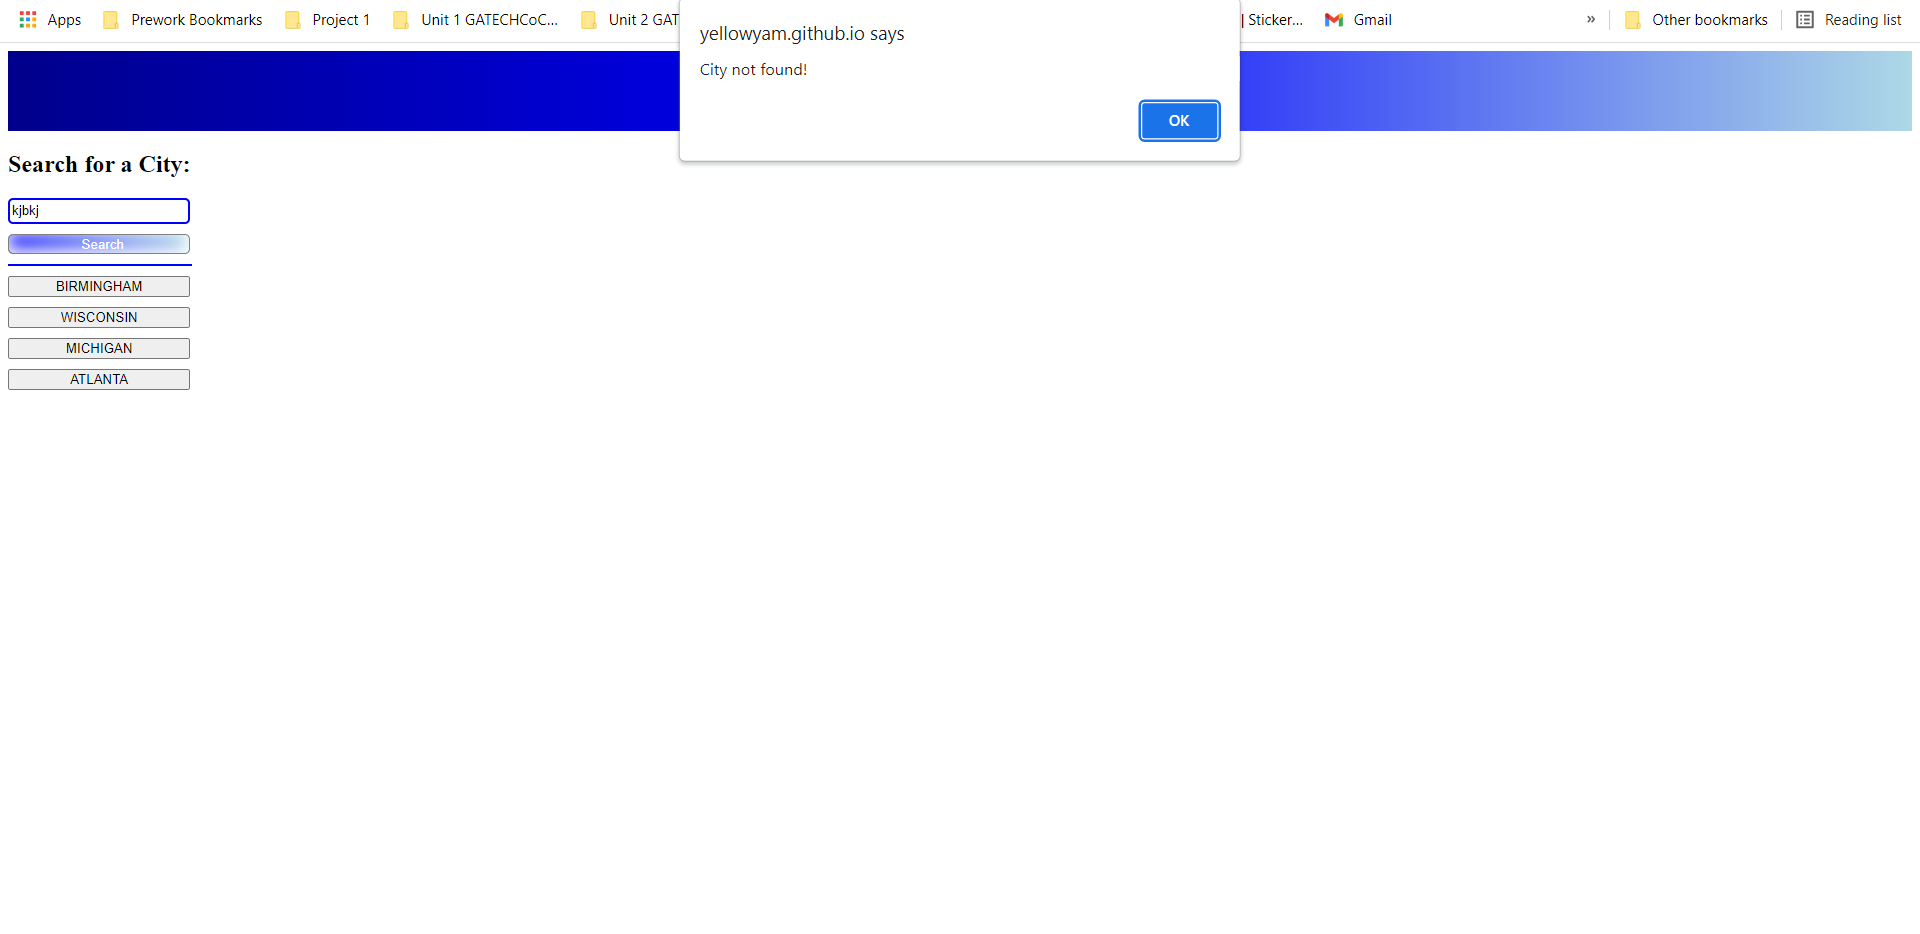 Apps Prework Bookmarks Project 1 Unit 1 GATECHCoC... Unit 2 GAT | Sticker... Gmail » Other bookmarks Reading list
yellowyam.github.io says
City not found!
OK
Search for a City:
kjbkj
Search
BIRMINGHAM
WISCONSIN
MICHIGAN
ATLANTA